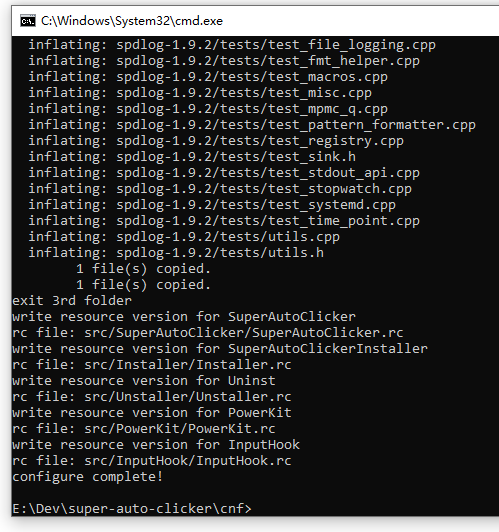 C:\Windows\System32\cmd.exe
inflating: spdlog-1.9.2/tests/test_file_logging.cpp
inflating: spdlog-1.9.2/tests/test_fmt_helper.cpp
inflating: spdlog-1.9.2/tests/test_macros.cpp
inflating: spdlog-1.9.2/tests/test_misc.cpp
inflating: spdlog-1.9.2/tests/test_mpmc_q.cpp
inflating: spdlog-1.9.2/tests/test_pattern_formatter.cpp
inflating: spdlog-1.9.2/tests/test_registry.cpp
inflating: spdlog-1.9.2/tests/test_sink.h
inflating: spdlog-1.9.2/tests/test_stdout_api.cpp
inflating: spdlog-1.9.2/tests/test_stopwatch.cpp
inflating: spdlog-1.9.2/tests/test_systemd.cpp
inflating: spdlog-1.9.2/tests/test_time_point.cpp
inflating: spdlog-1.9.2/tests/utils.cpp
inflating: spdlog-1.9.2/tests/utils.h
1 file(s) copied.
1 file(s) copied.
exit 3rd folder
write resource version for SuperAutoClicker
rc file: src/SuperAutoClicker/SuperAutoClicker.rc
write resource version for SuperAutoClickerInstaller
rc file: src/Installer/Installer.rc
write resource version for Uninst
rc file: src/Unstaller/Unstaller.rc
write resource version for PowerKit
rc file: src/PowerKit/PowerKit.rc
write resource version for InputHook
rc file: src/InputHook/InputHook.rc
configure complete!
E:\Dev\super-auto-clicker\cnf>